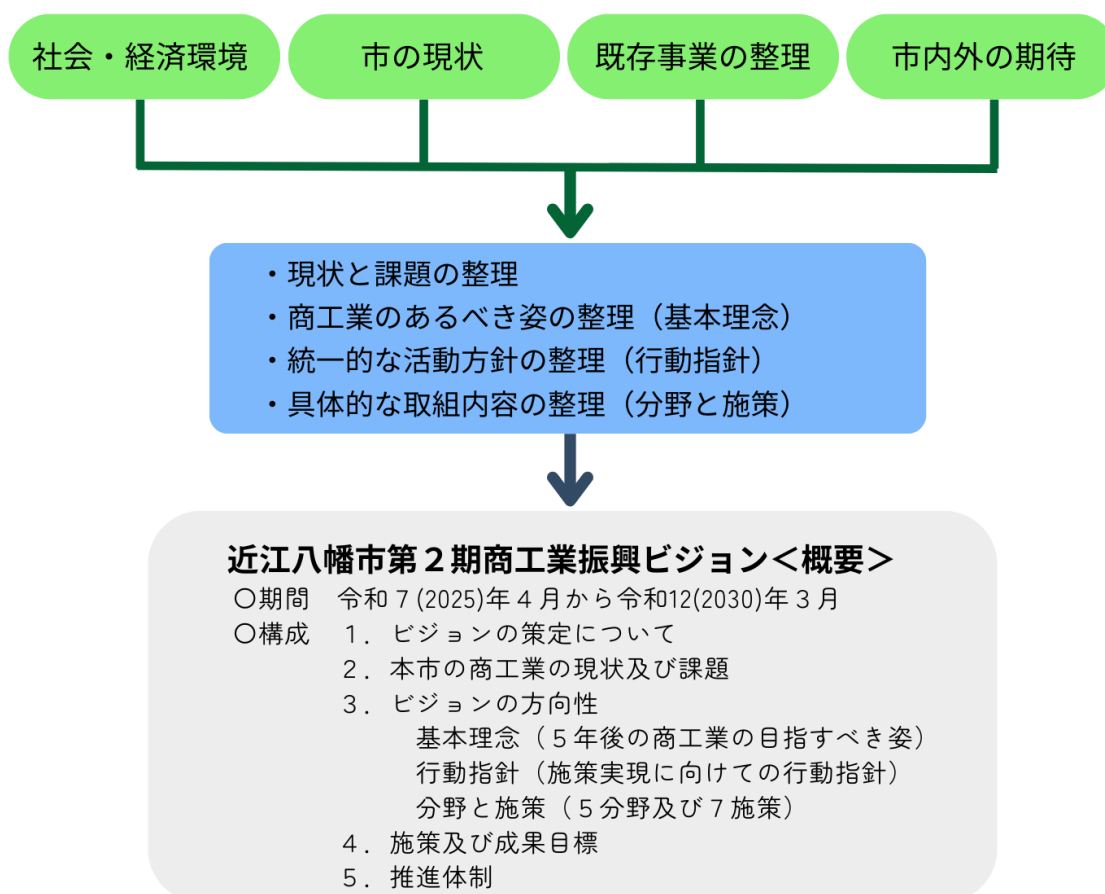 社会・経済環境
市の現状
既存事業の整理
市内外の期待
・現状と課題の整理
・商工業のあるべき姿の整理（基本理念）
・統一的な活動方針の整理（行動指針）
・具体的な取組内容の整理（分野と施策）
近江八幡市第２期商工業振興ビジョン＜概要＞
〇期間　令和７(2025)年４月から令和12(2030)年３月
〇構成　１．ビジョンの策定について
２．本市の商工業の現状及び課題
３．ビジョンの方向性
基本理念（５年後の商工業の目指すべき姿）
行動指針（施策実現に向けての行動指針）
分野と施策（５分野及び７施策）
４．施策及び成果目標
５．推進体制